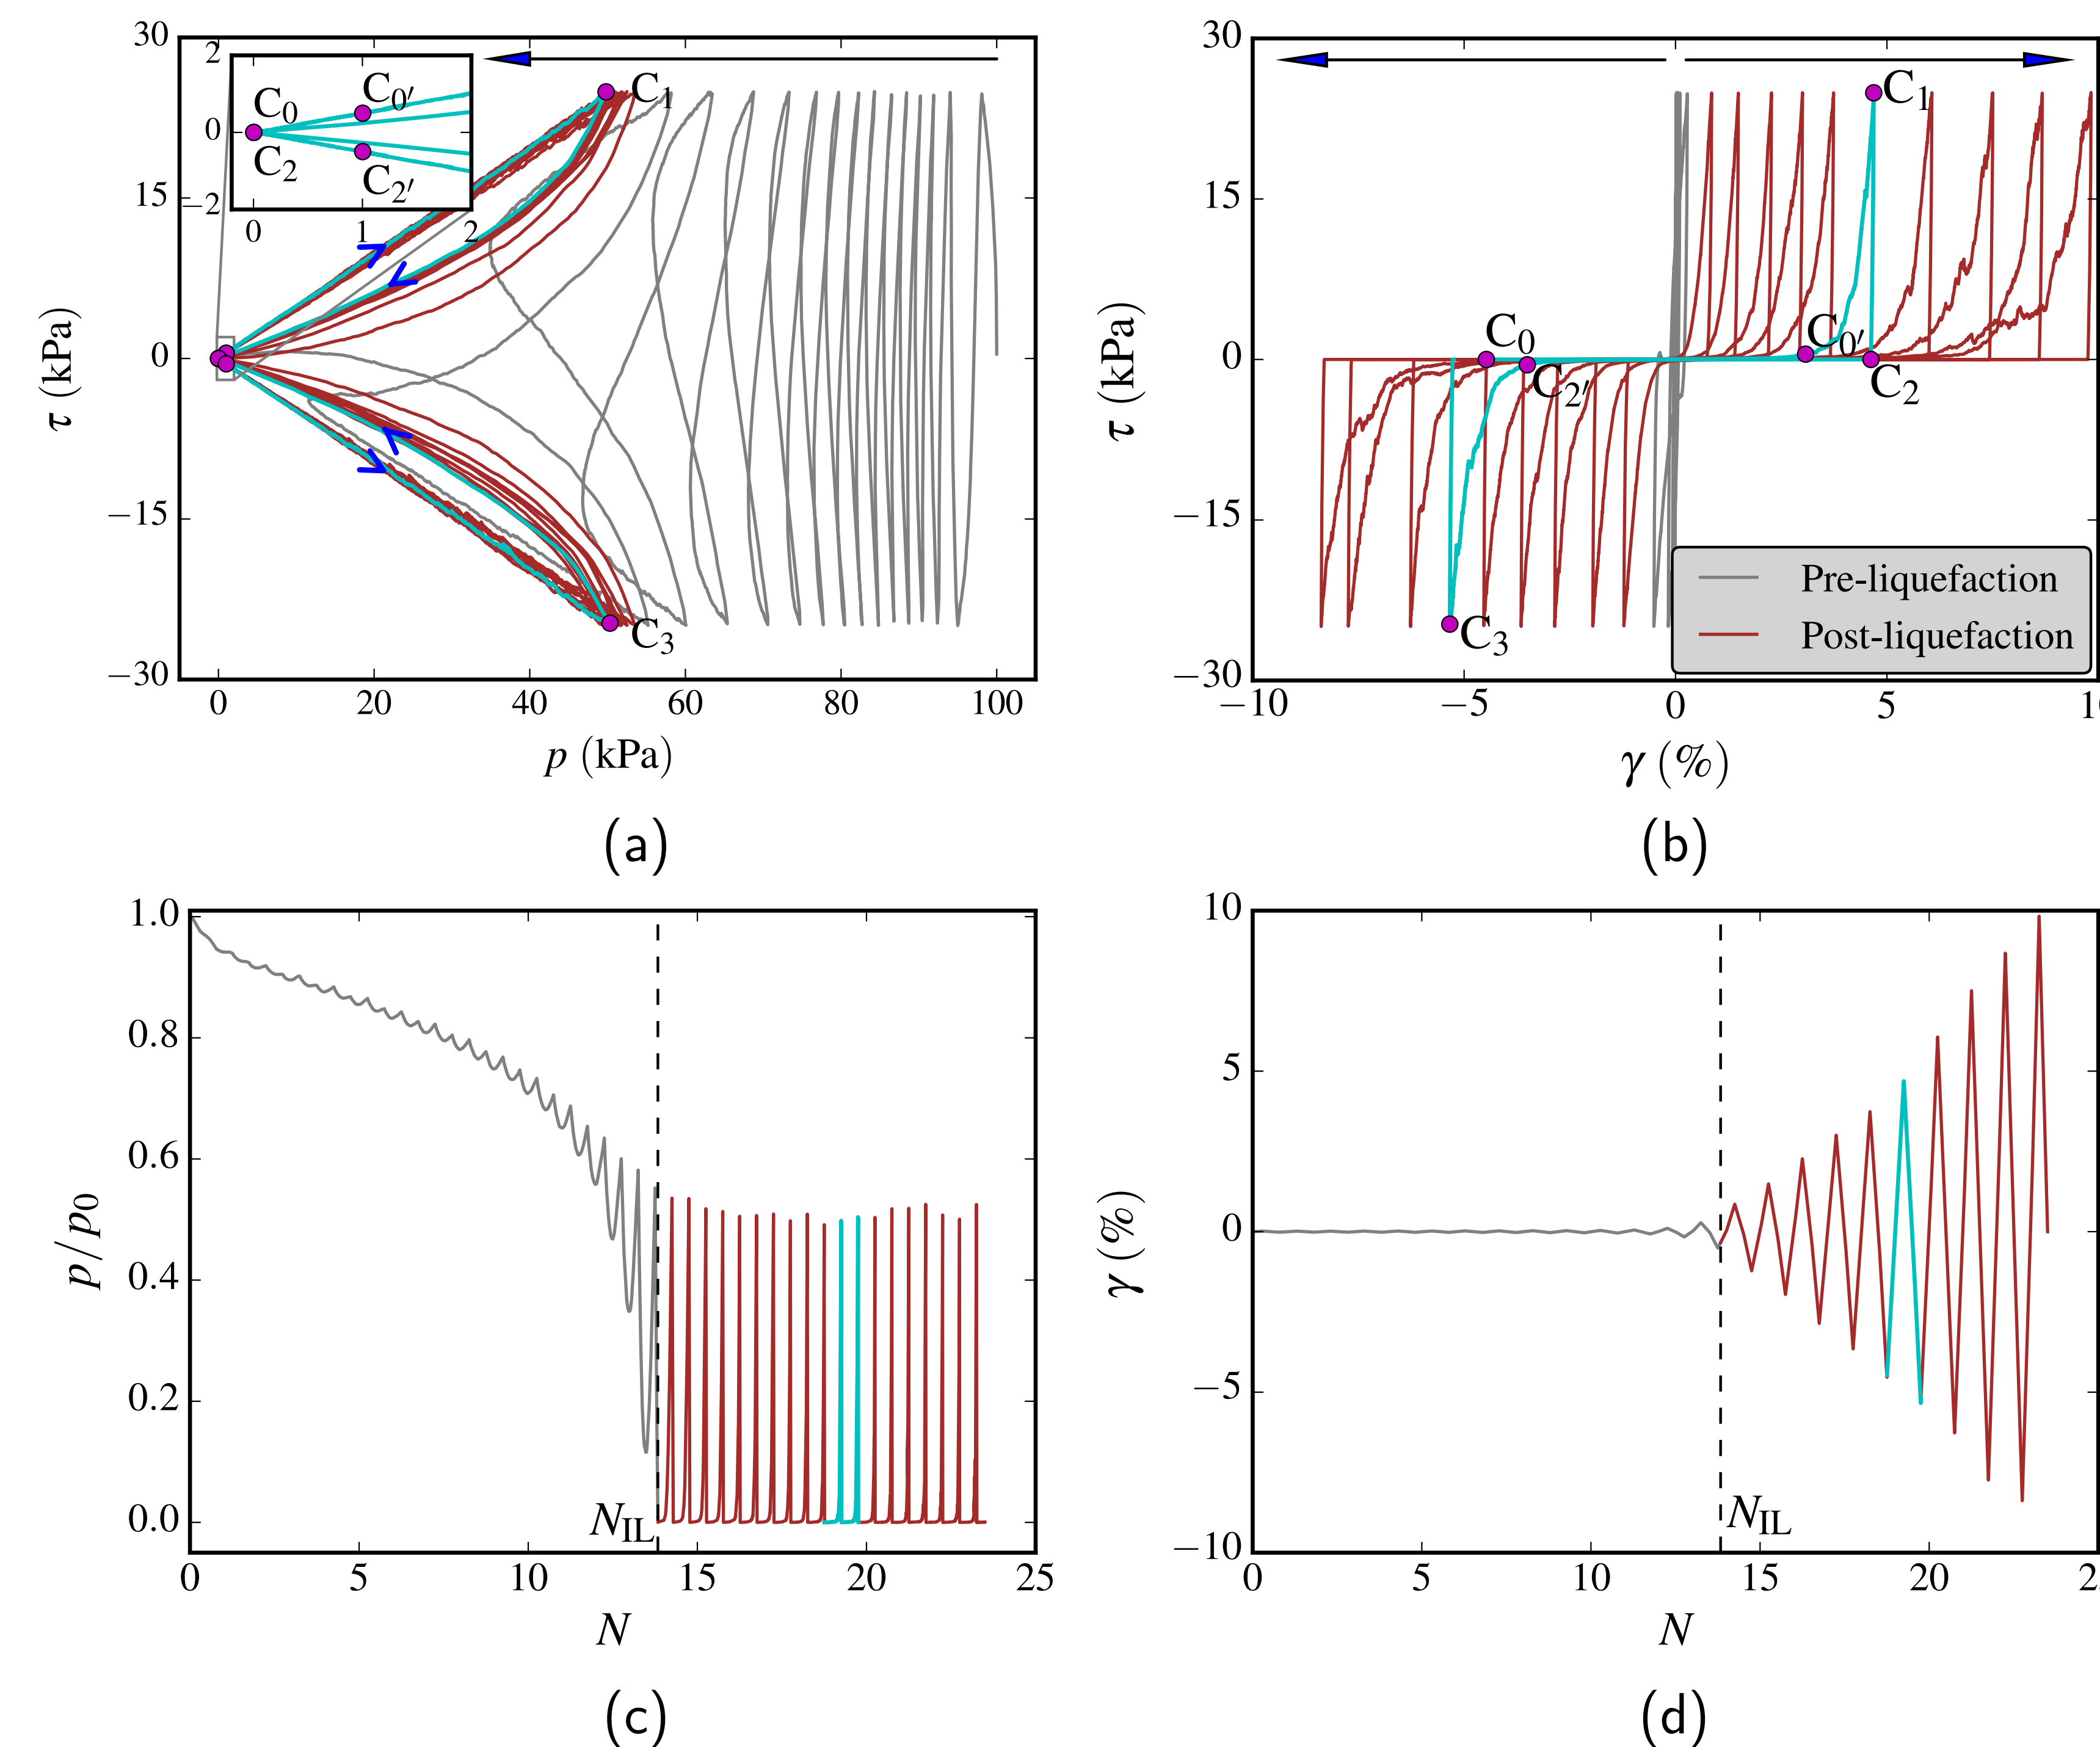 30
15
0
−15
−30
τ (kPa)
2
0
−2
0
1
2
C0
C0′
C2
C2′
C1
C3
0
20
40
60
80
100
p (kPa)
(a)
30
15
0
−15
−30
τ (kPa)
C1
C0
C0′
C2′
C2
C3
Pre-liquefaction
Post-liquefaction
−10
−5
0
5
γ (%)
(b)
1.0
0.8
0.6
0.4
0.2
0.0
p/p0
NIL
0
5
10
15
20
25
N
(c)
10
5
0
−5
−10
γ (%)
NIL
0
5
10
15
20
N
(d)